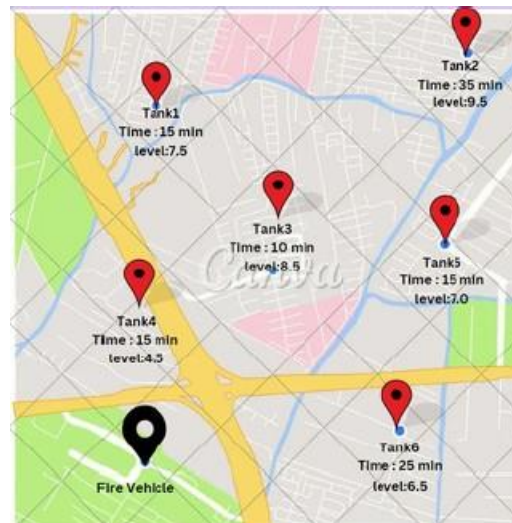 Tank2
Time : 35 min
level:9.5
Tank1
Time : 15 min
level:7.5
Tank3
Time : 10 min
level:8.5
Canva
Tank5
Time : 15 min
level:7.0
Tank4
Time : 15 min
level:4.5
Tank6
Time : 25 min
level:6.5
Fire Vehicle